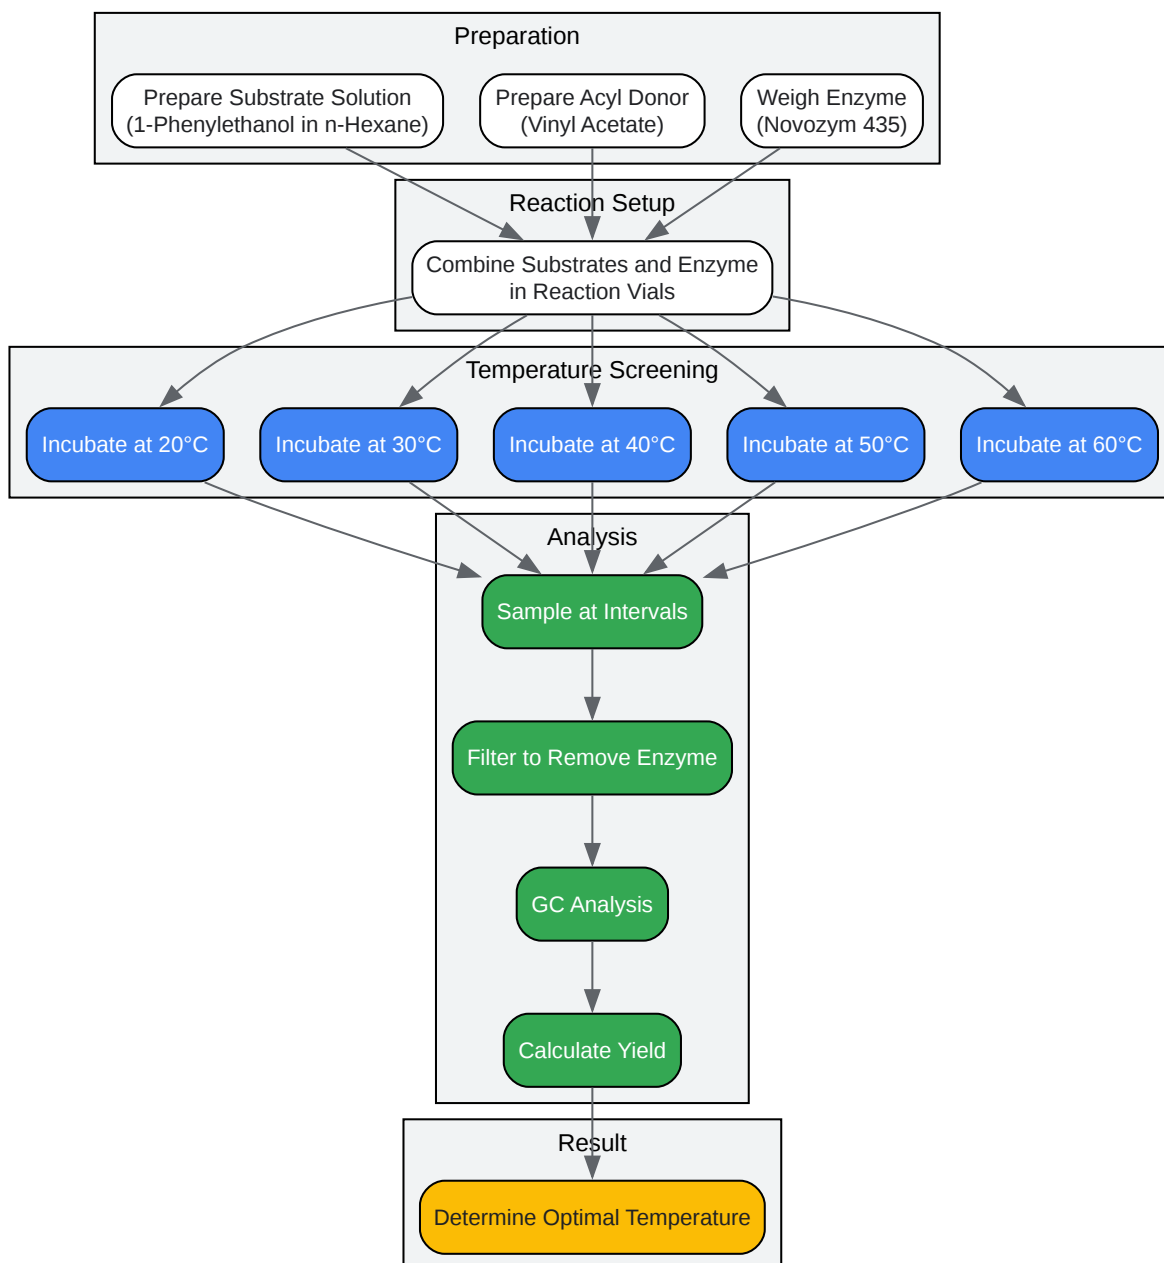 Preparation
Prepare Substrate Solution
(1-Phenylethanol in n-Hexane)
Prepare Acyl Donor
(Vinyl Acetate)
Weigh Enzyme
(Novozym 435)
Reaction Setup
Combine Substrates and Enzyme
in Reaction Vials
Temperature Screening
Incubate at 20°C
Incubate at 30°C
Incubate at 40°C
Incubate at 50°C
Incubate at 60°C
Analysis
Sample at Intervals
Filter to Remove Enzyme
GC Analysis
Calculate Yield
Result
Determine Optimal Temperature